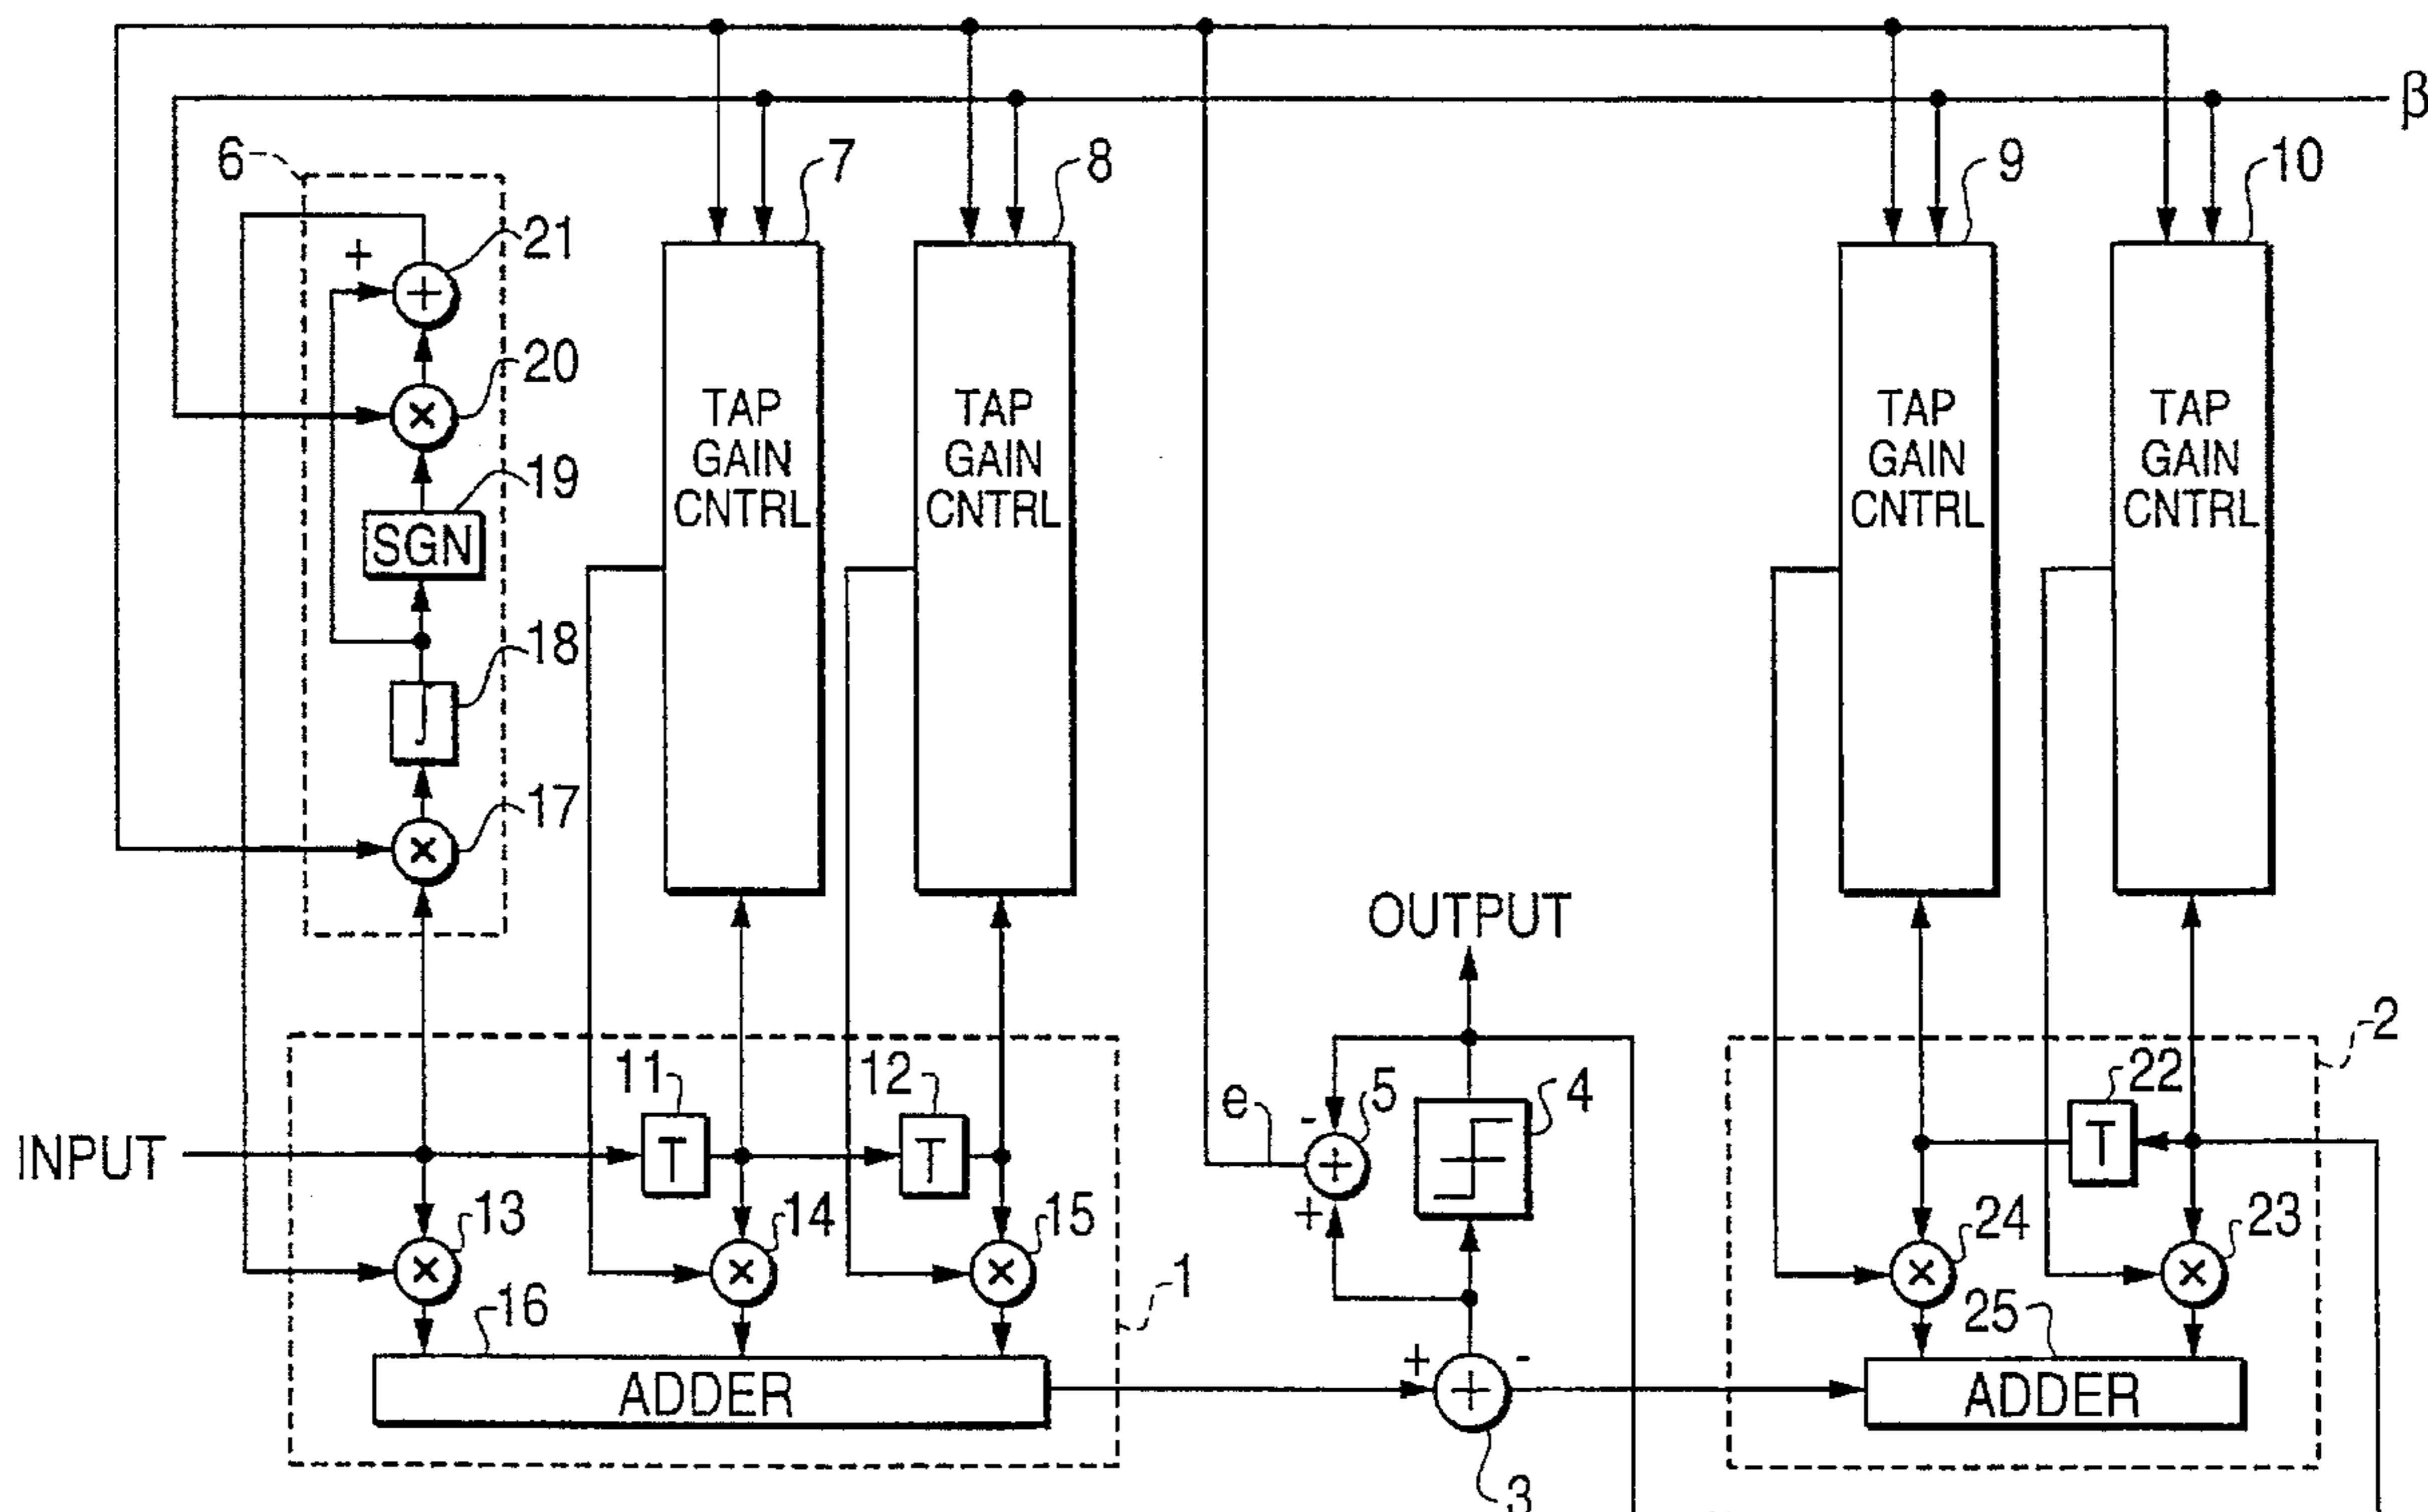 β
6
7
8
9
10
21
+
+
20
×
TAP
GAIN
CNTRL
TAP
GAIN
CNTRL
TAP
GAIN
CNTRL
TAP
GAIN
CNTRL
19
SGN
18
∫
17
×
OUTPUT
2
11
12
22
e
-
5
4
INPUT
T
T
+
T
+
13
14
15
24
23
×
×
×
×
×
16
1
25
+
-
ADDER
+
ADDER
3